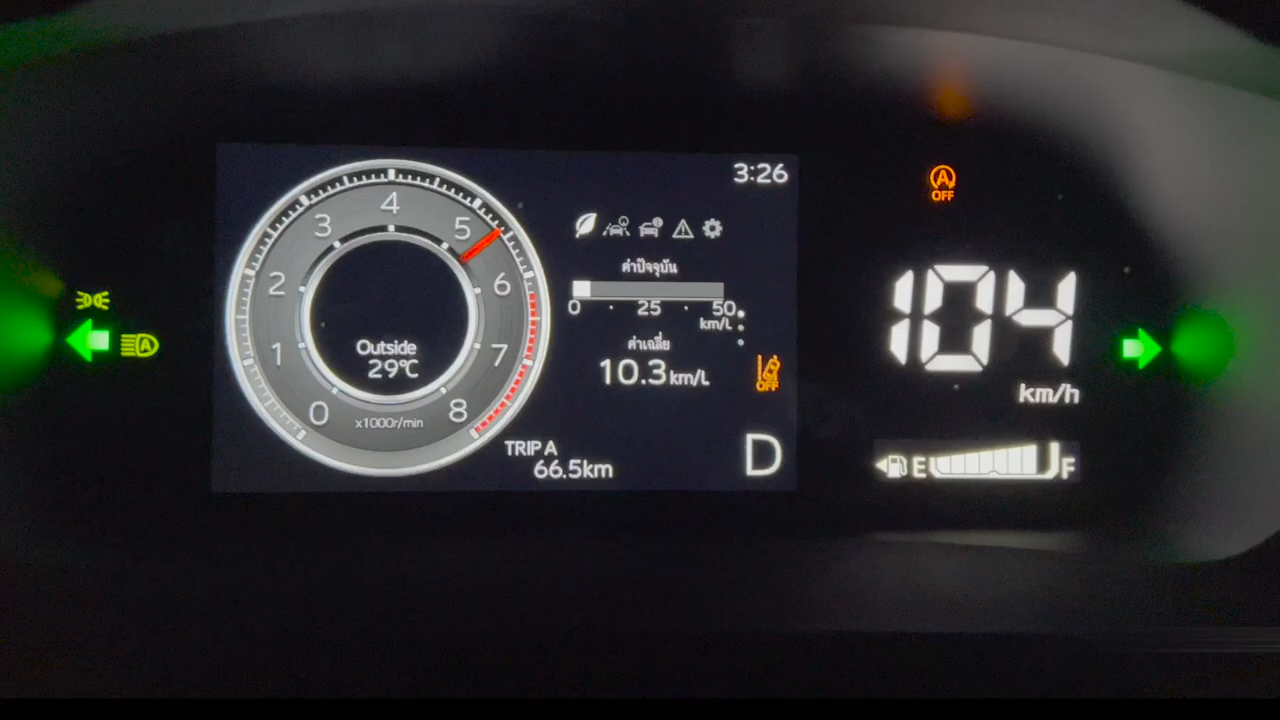 3:26
A
OFF
4
3
5
2
6
1
7
0
8
x1000r/min
Outside
29℃
ค่าปัจจุบัน
0 · 25 · 50
km/L
ค่าเฉลี่ย
10.3km/L
OFF
TRIP A
66.5km
D
A
104
km/h
E F